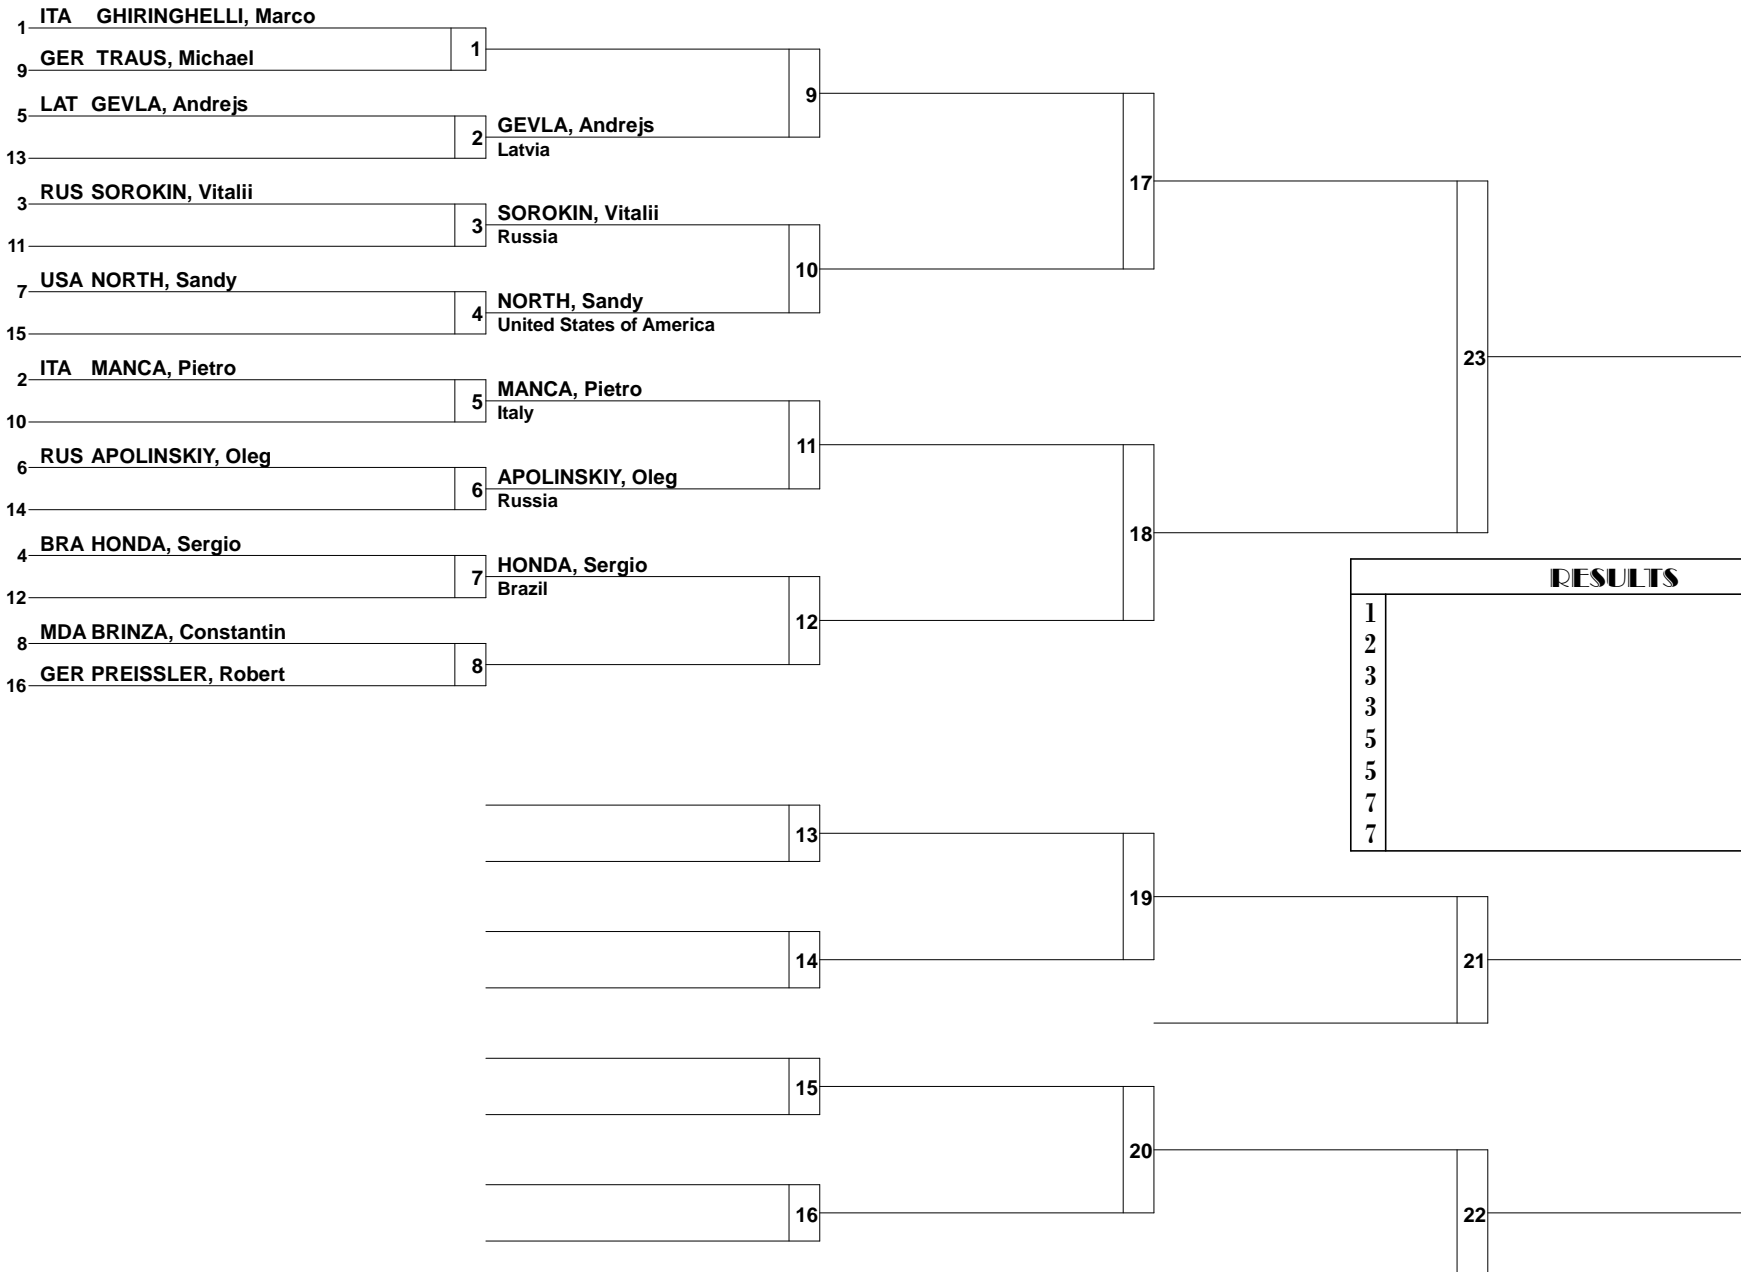 ITA GHIRINGHELLI, Marco
1
1
GER TRAUS, Michael
9
9
LAT GEVLA, Andrejs
5
GEVLA, Andrejs
2
Latvia
13
17
RUS SOROKIN, Vitalii
3
SOROKIN, Vitalii
3
Russia
11
10
USA NORTH, Sandy
7
NORTH, Sandy
4
United States of America
15
23
ITA MANCA, Pietro
2
MANCA, Pietro
5
Italy
10
11
RUS APOLINSKIY, Oleg
6
APOLINSKIY, Oleg
6
Russia
14
18
BRA HONDA, Sergio
4
HONDA, Sergio
7
Brazil
12
12
MDA BRINZA, Constantin
8
8
GER PREISSLER, Robert
16
RESULTS
1
2
3
3
5
5
7
7
13
19
14
21
15
20
16
22